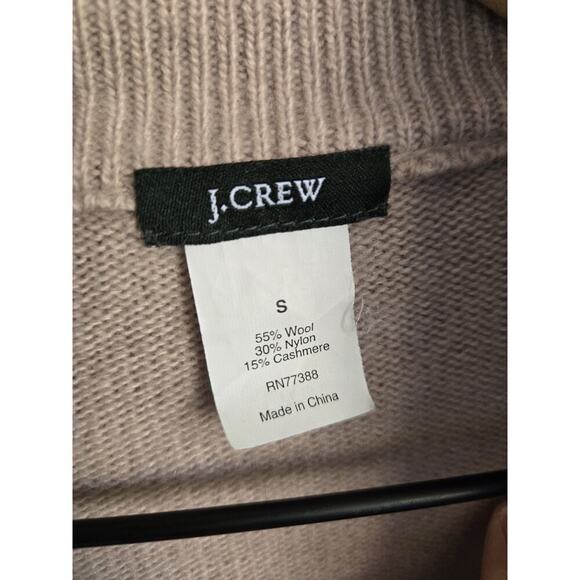 J.CREW
S
55% Wool
30% Nylon
15% Cashmere
RN77388
Made in China